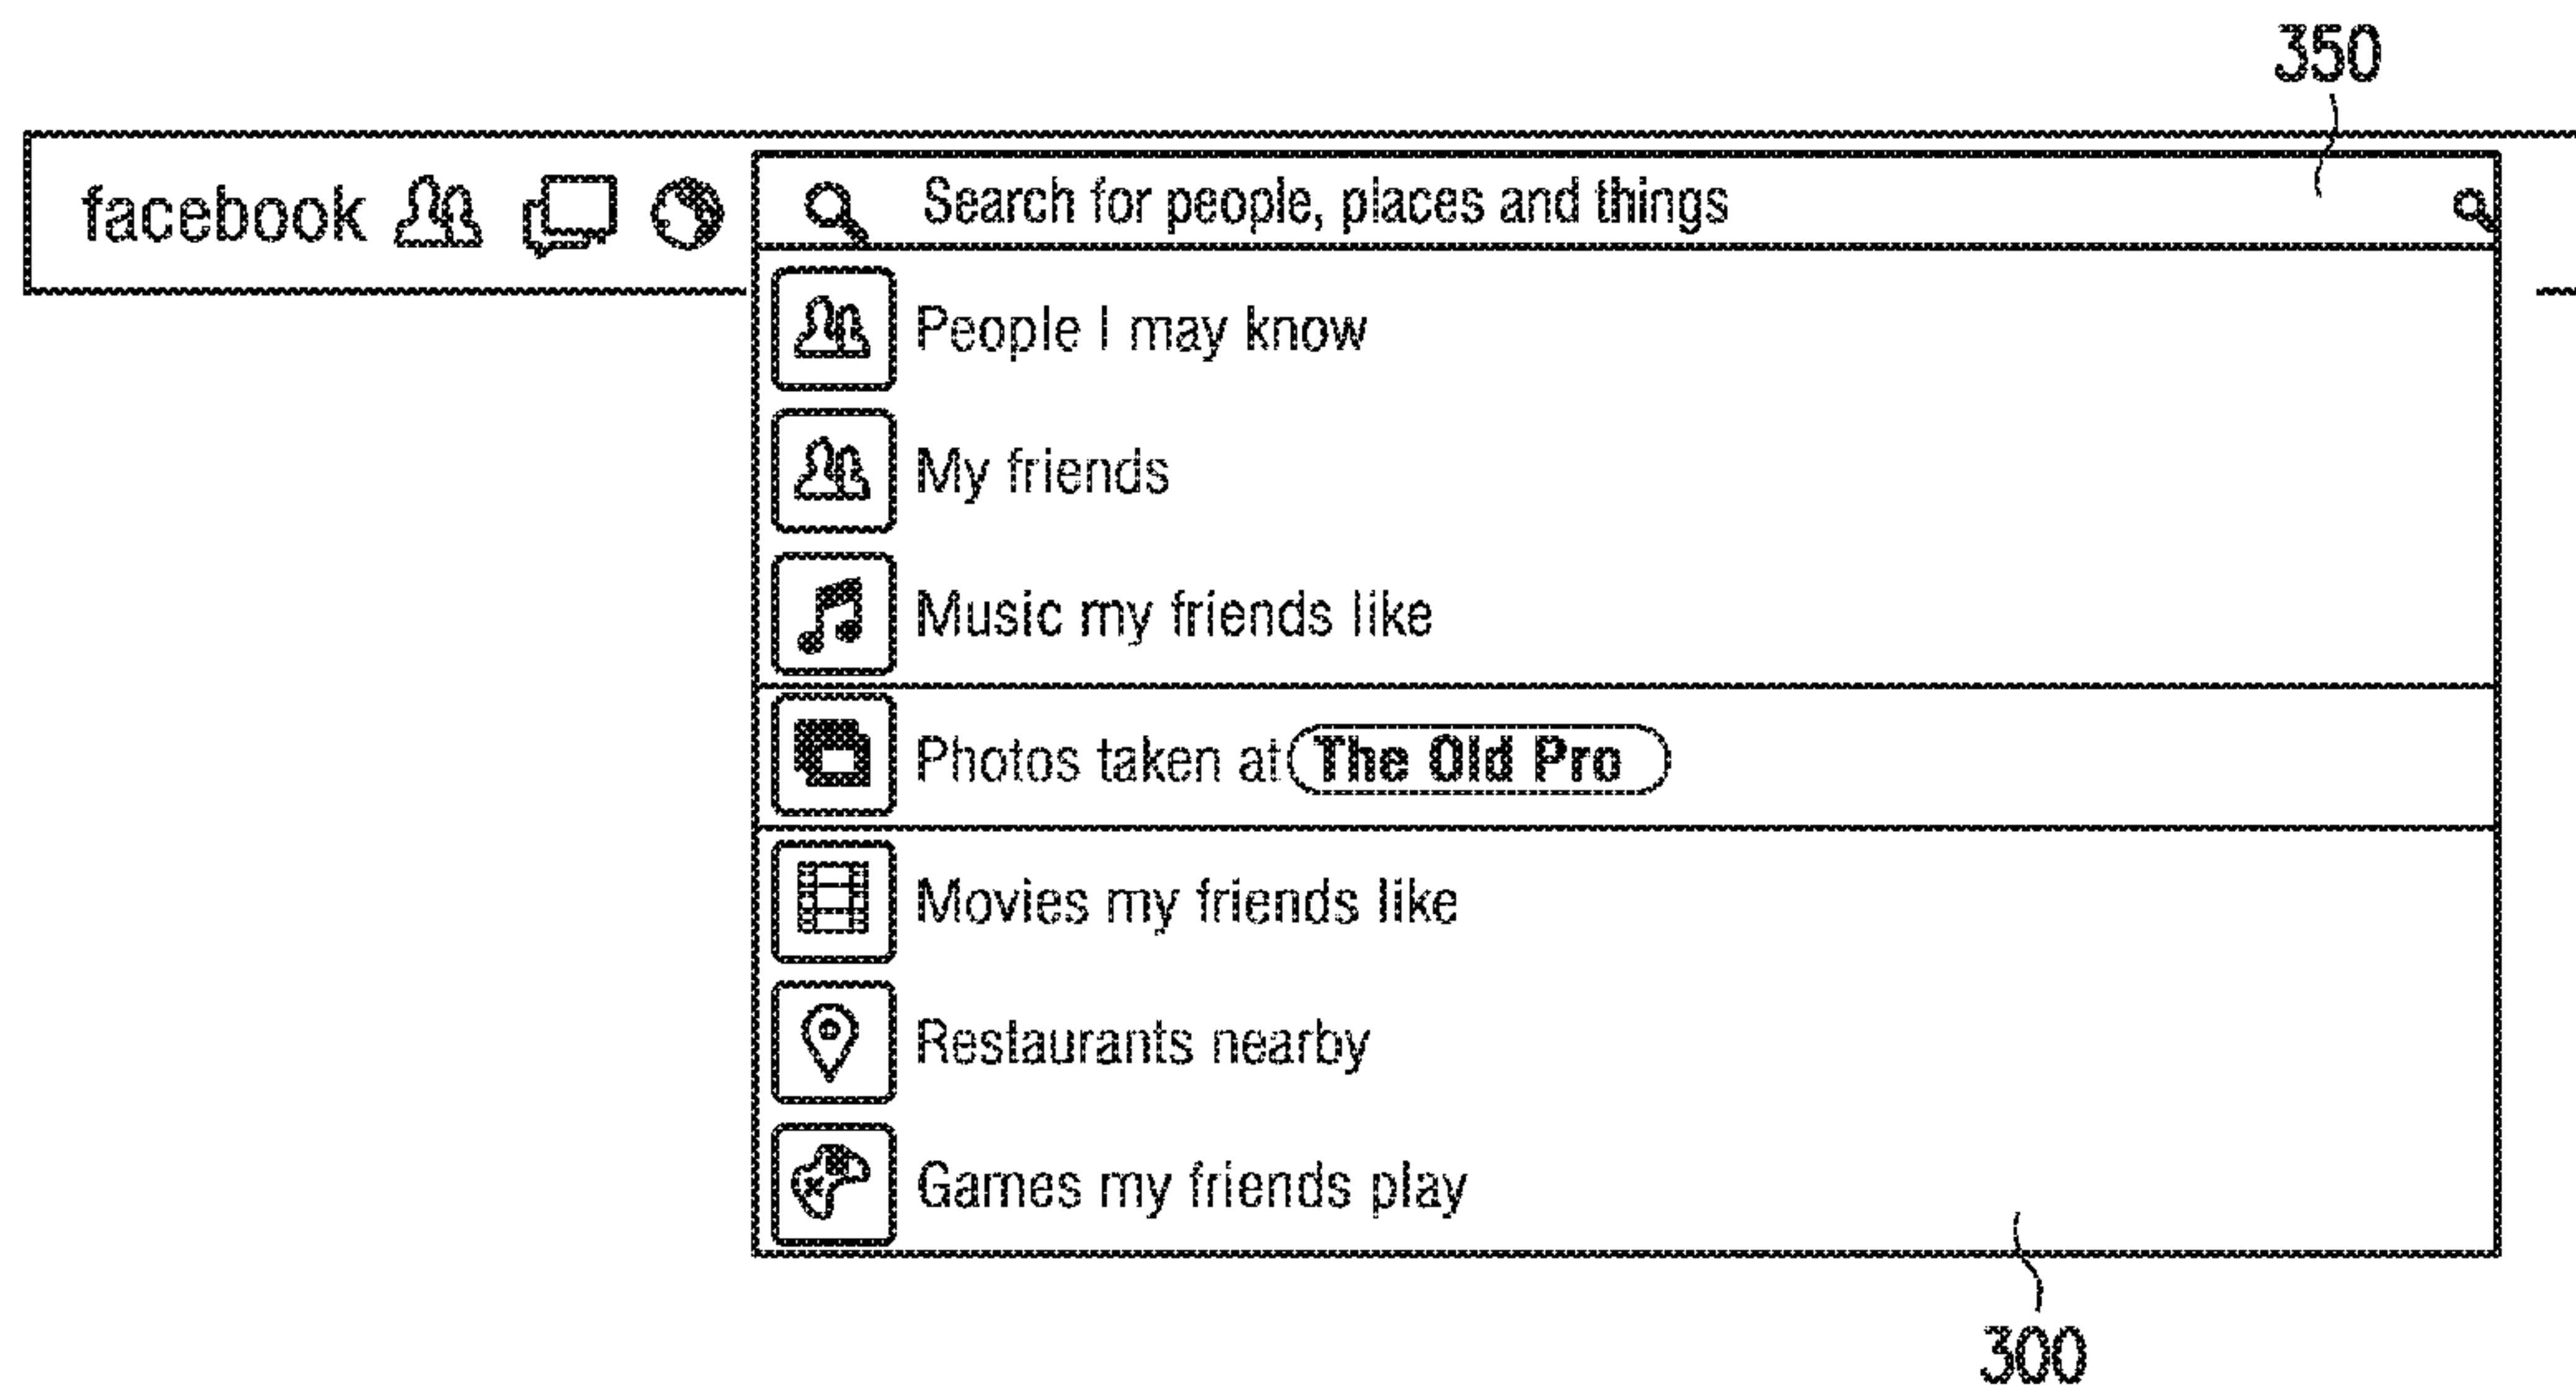 350
facebook Search for people, places and things
People I may know
My friends
Music my friends like
Photos taken at The Old Pro
Movies my friends like
Restaurants nearby
Games my friends play
300